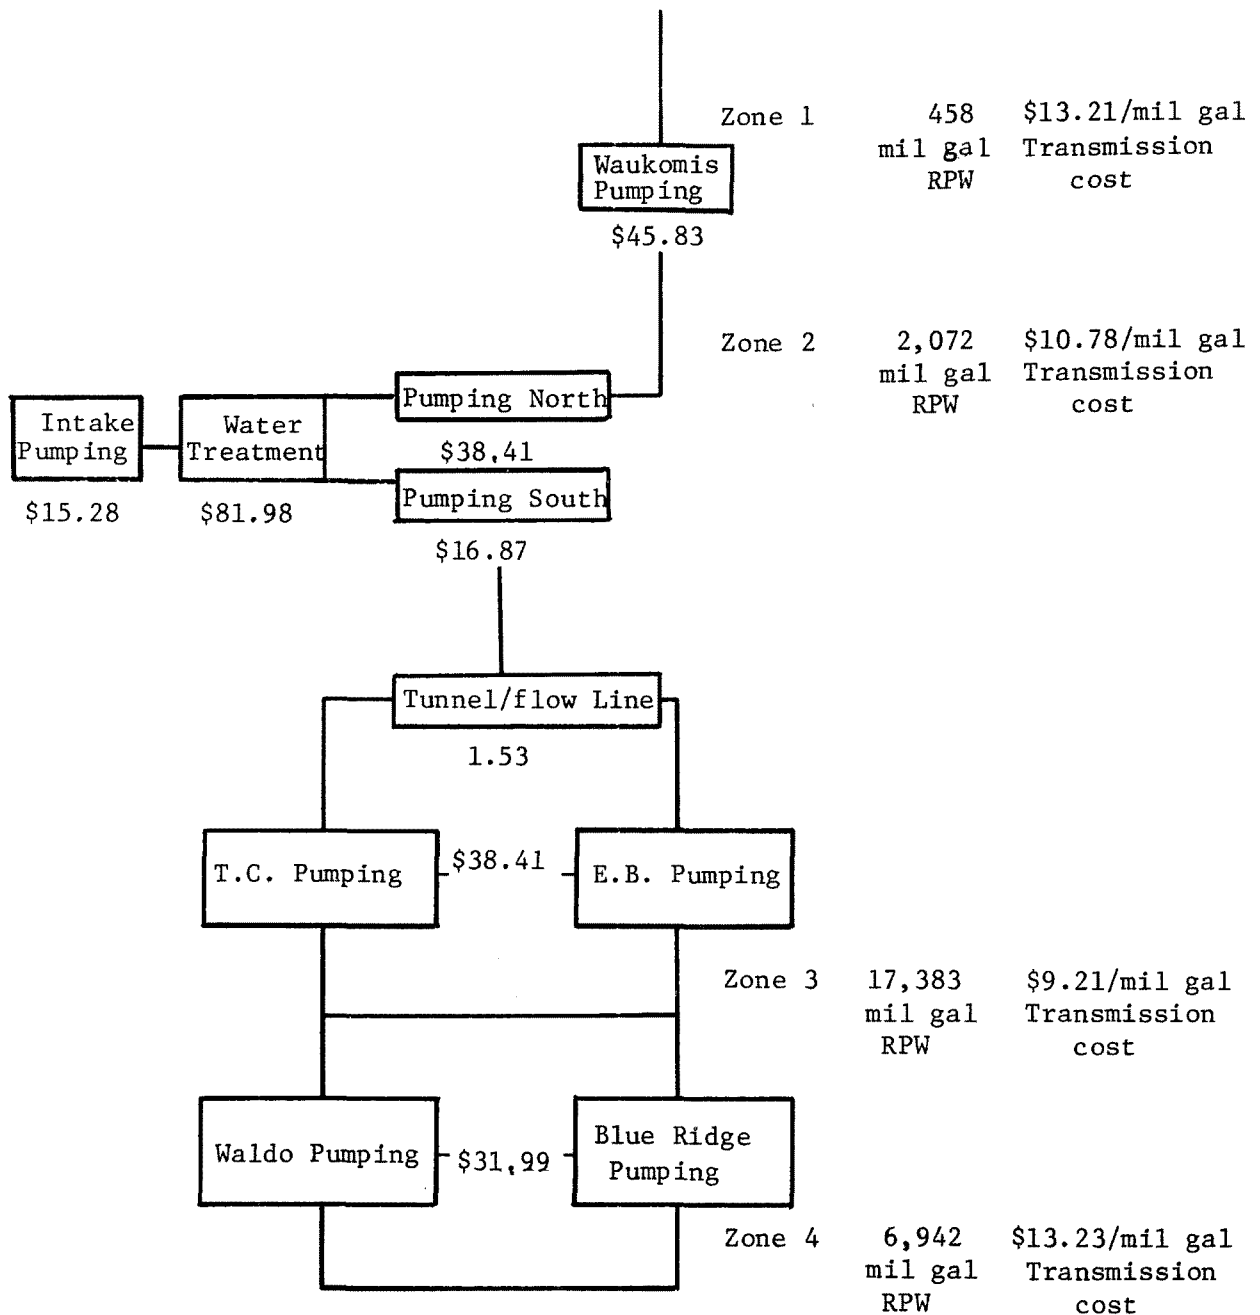 Zone 1 458 $13.21/mil gal
mil gal Transmission
RPW cost
Waukomis
Pumping
$45.83
Zone 2 2,072 $10.78/mil gal
mil gal Transmission
RPW cost
Pumping North
$38.41
Intake
Pumping
$15.28
Water
Treatment
$81.98
Pumping South
$16.87
Tunnel/flow Line
1.53
T.C. Pumping
$38.41
E.B. Pumping
Zone 3 17,383 $9.21/mil gal
mil gal Transmission
RPW cost
Waldo Pumping
$31,99
Blue Ridge
Pumping
Zone 4 6,942 $13.23/mil gal
mil gal Transmission
RPW cost